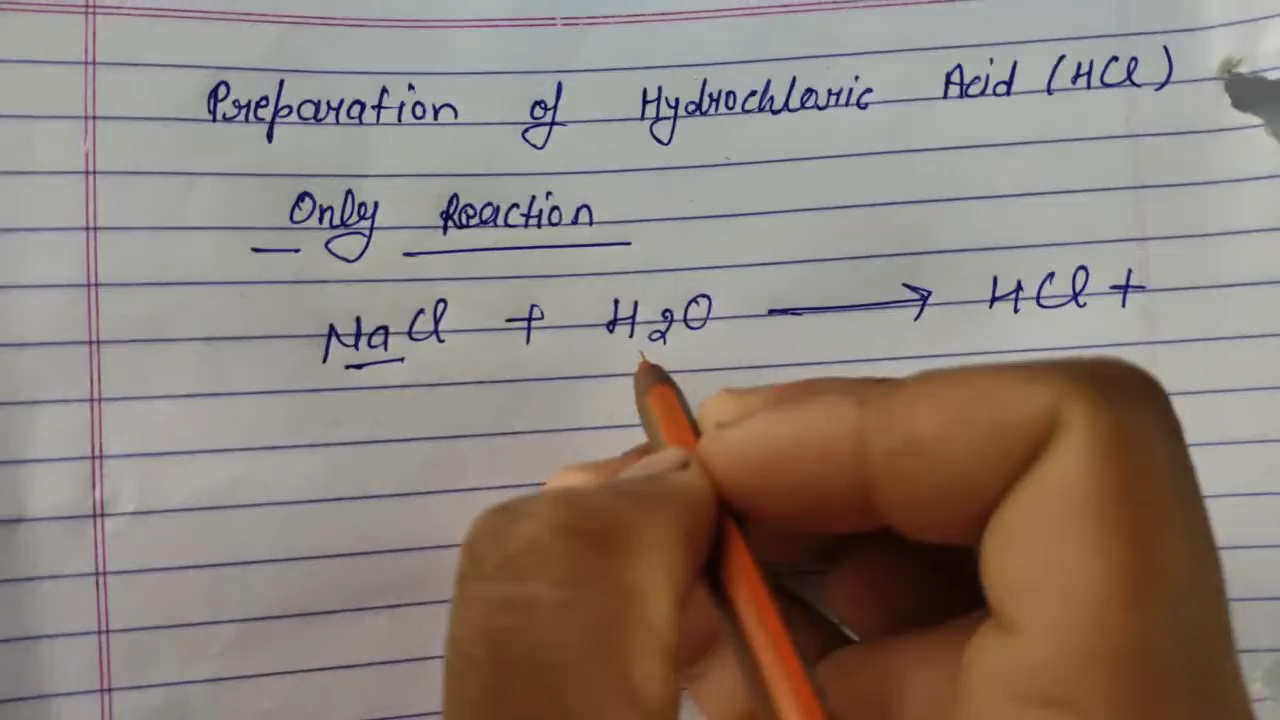 Preparation of Hydrochloric Acid (HCl)
Only Reaction
NaCl + H2O ⟶ HCl +